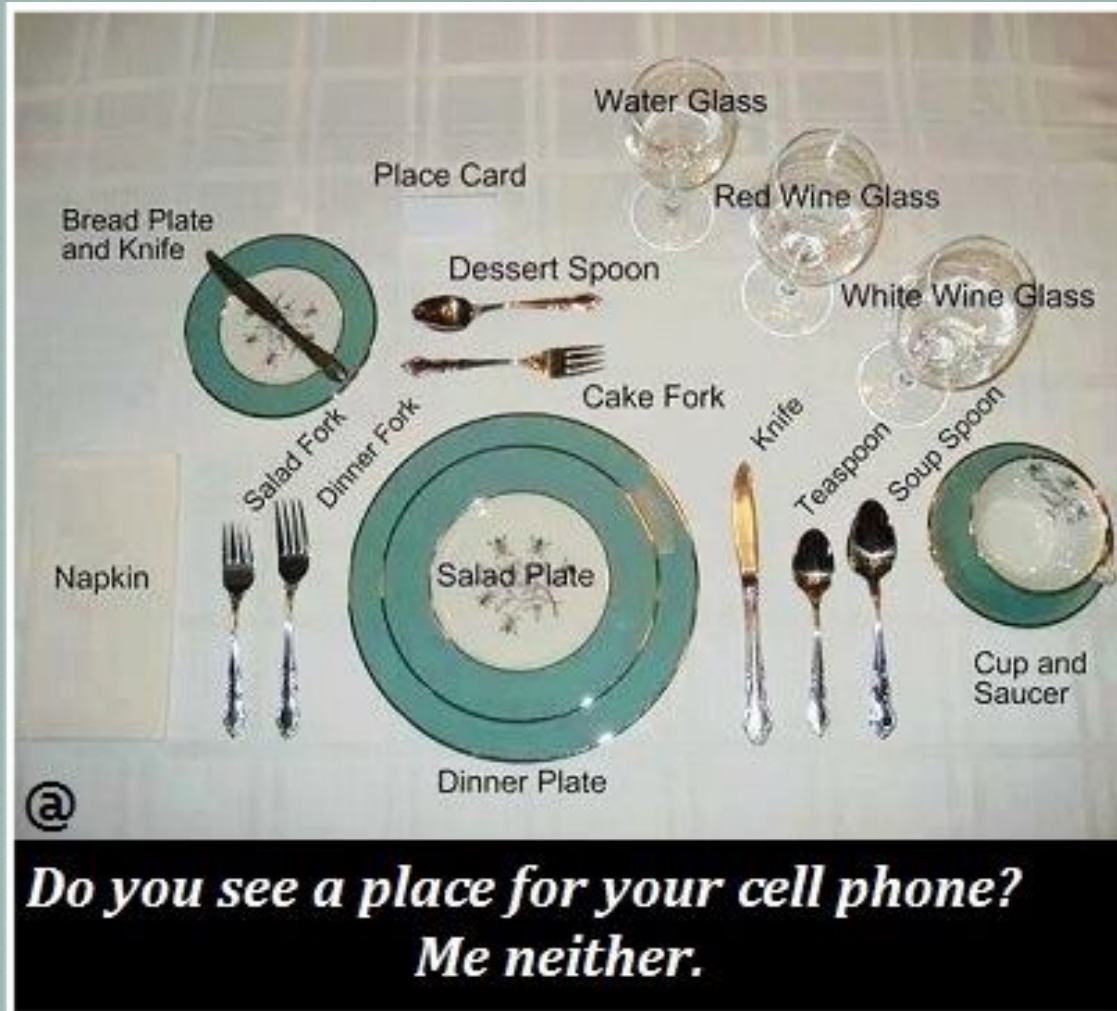 Water Glass
Place Card
Red Wine Glass
Bread Plate
and Knife
Dessert Spoon
White Wine Glass
Cake Fork
Salad Fork
Dinner Fork
Knife
Teaspoon
Soup Spoon
Napkin
Salad Plate
Cup and
Saucer
Dinner Plate
@
Do you see a place for your cell phone?
Me neither.